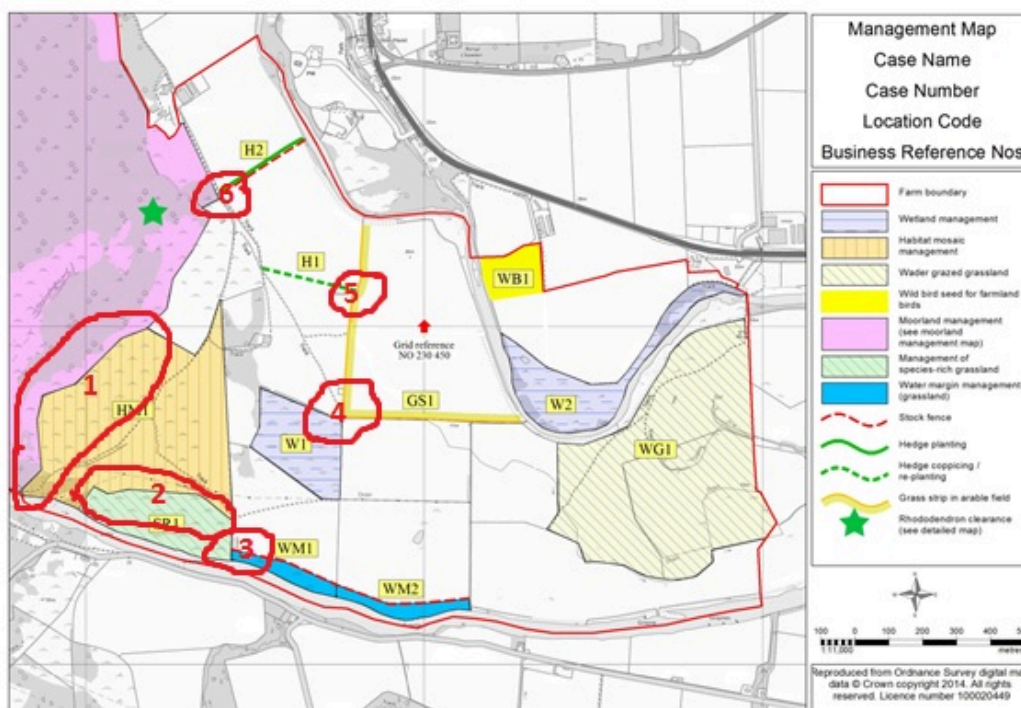 Management Map
Case Name
Case Number
Location Code
Business Reference Nos
Farm boundary
Wetland management
Habitat mosaic
management
Wader grazed grassland
Wild bird seed for farmland
birds
Moorland management
(see moorland
management map)
Management of
species-rich grassland
Water margin management
(grassland)
Stock fence
Hedge planting
Hedge coppicing /
re-planting
Grass strip in arable field
Rhododendron clearance
(see detailed map)
100 0 100 200 300 400
1:11,000 metre
Reproduced from Ordnance Survey digital ma
data © Crown copyright 2014. All rights
reserved. Licence number 100020449
H2
6
H1
5
WB1
Grid reference
NO 230 450
1
HM1
4
GS1
W1
W2
WG1
2
SR1
3
WM1
WM2
Track
Track